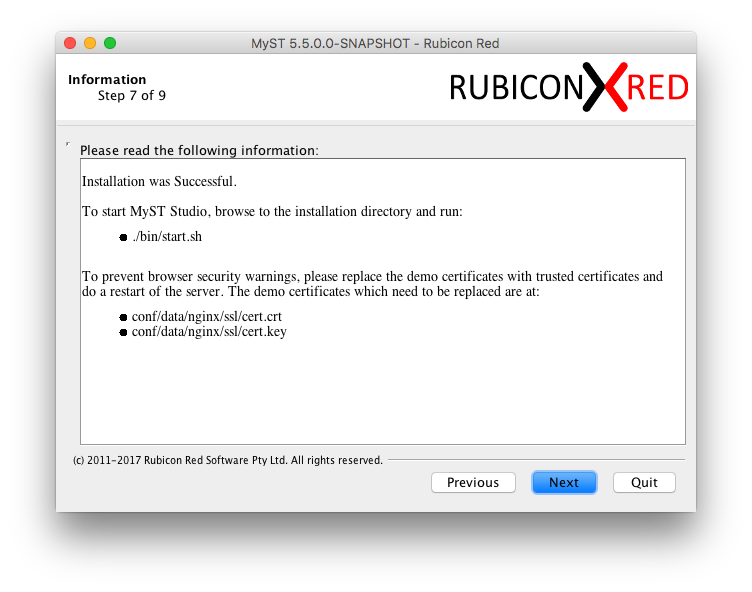 MyST 5.5.0.0-SNAPSHOT - Rubicon Red
Information
Step 7 of 9
RUBICON RED
Please read the following information:
Installation was Successful.
To start MyST Studio, browse to the installation directory and run:
./bin/start.sh
To prevent browser security warnings, please replace the demo certificates with trusted certificates and
do a restart of the server. The demo certificates which need to be replaced are at:
conf/data/nginx/ssl/cert.crt
conf/data/nginx/ssl/cert.key
(c) 2011-2017 Rubicon Red Software Pty Ltd. All rights reserved.
Previous Next Quit